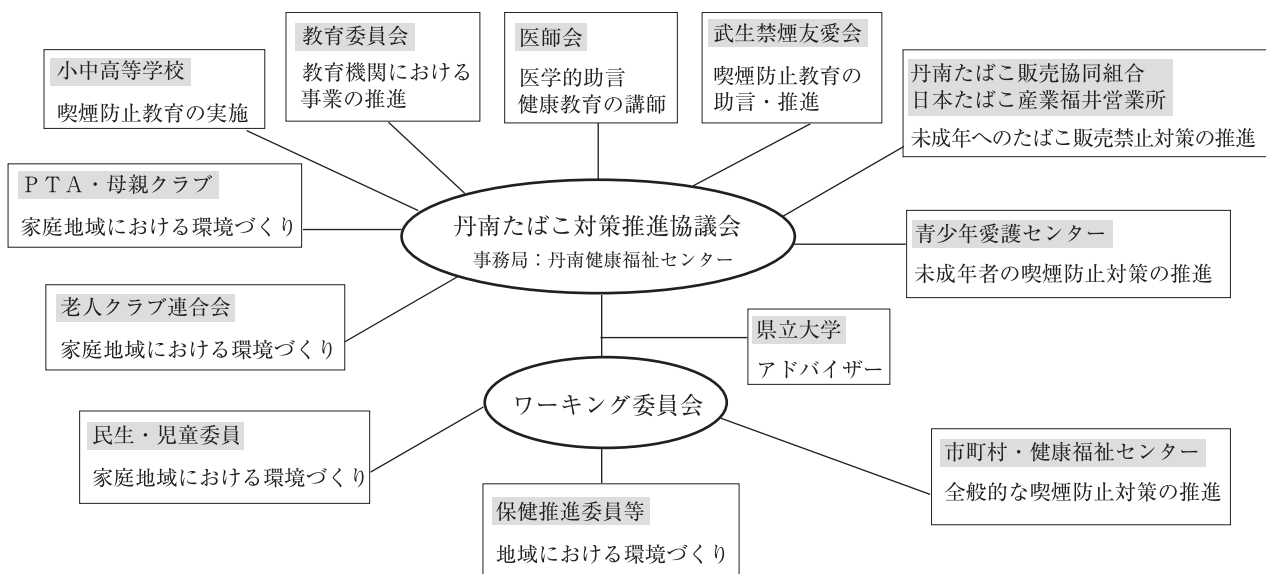 教育委員会
教育機関における
事業の推進
医師会
医学的助言
健康教育の講師
武生禁煙友愛会
喫煙防止教育の
助言・推進
小中高等学校
喫煙防止教育の実施
丹南たばこ販売協同組合
日本たばこ産業福井営業所
未成年へのたばこ販売禁止対策の推進
ＰＴＡ・母親クラブ
家庭地域における環境づくり
丹南たばこ対策推進協議会
事務局：丹南健康福祉センター
青少年愛護センター
未成年者の喫煙防止対策の推進
老人クラブ連合会
家庭地域における環境づくり
県立大学
アドバイザー
ワーキング委員会
民生・児童委員
家庭地域における環境づくり
市町村・健康福祉センター
全般的な喫煙防止対策の推進
保健推進委員等
地域における環境づくり